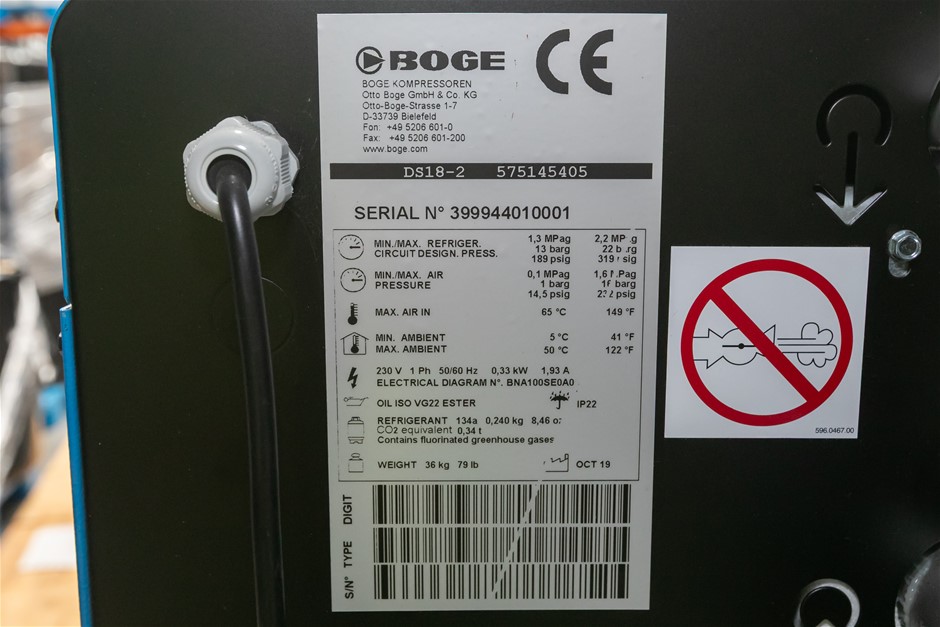 BOGE
CE
BOGE KOMPRESSOREN
Otto Boge GmbH & Co. KG
Otto-Boge-Strasse 1-7
D-33739 Bielefeld
Fon: +49 5206 601-0
Fax: +49 5206 601-200
www.boge.com
DS18-2 575145405
SERIAL N° 399944010001
MIN./MAX. REFRIGER. 1,3 MPag
CIRCUIT DESIGN. PRESS. 13 barg 22
189 psig 319
MIN./MAX. AIR 0,1 MPag
PRESSURE 1 barg barg
14,5 psig
MAX. AIR IN 65 °C 149 °F
MIN. AMBIENT 5 °C 41 °F
MAX. AMBIENT 50 °C 122 °F
230 V 1 Ph 50/60 Hz 0,33 kW 1,93 A
ELECTRICAL DIAGRAM N°. BNA100SE0A0
OIL ISO VG22 ESTER IP22
REFRIGERANT 134a 0,240 kg 8,46
CO2 equivalent 0,34 t
Contains fluorinated greenhouse gases
WEIGHT 36 kg 79 lb OCT 19
DIGIT
TYPE
S/N°
596.0467.00